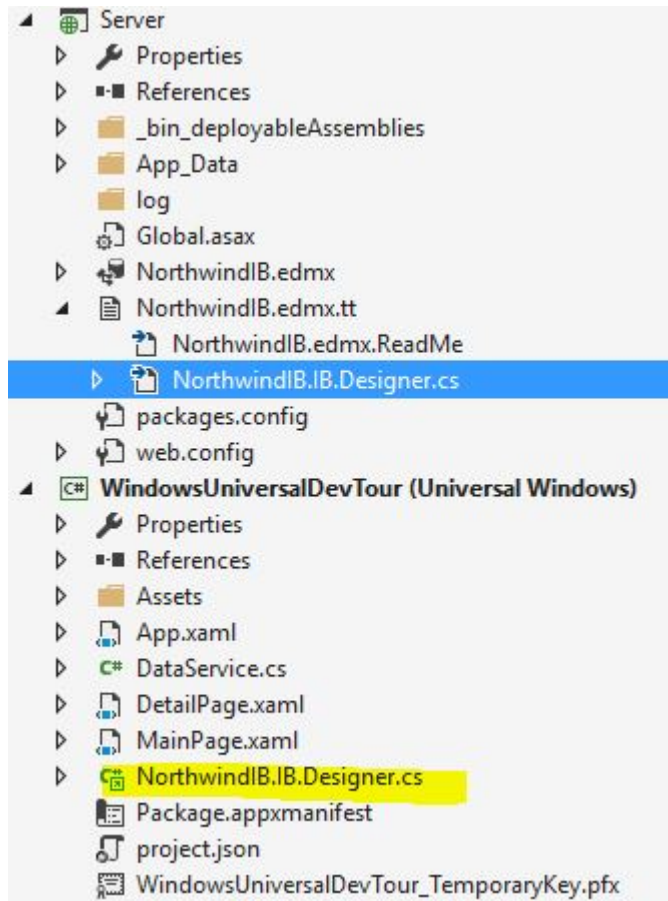 Server
Properties
References
_bin_deployableAssemblies
App_Data
log
Global.asax
NorthwindIB.edmx
NorthwindIB.edmx.tt
NorthwindIB.edmx.ReadMe
NorthwindIB.IB.Designer.cs
packages.config
web.config
C# WindowsUniversalDevTour (Universal Windows)
Properties
References
Assets
App.xaml
C# DataService.cs
DetailPage.xaml
MainPage.xaml
C# NorthwindIB.IB.Designer.cs
Package.appxmanifest
project.json
WindowsUniversalDevTour_TemporaryKey.pfx